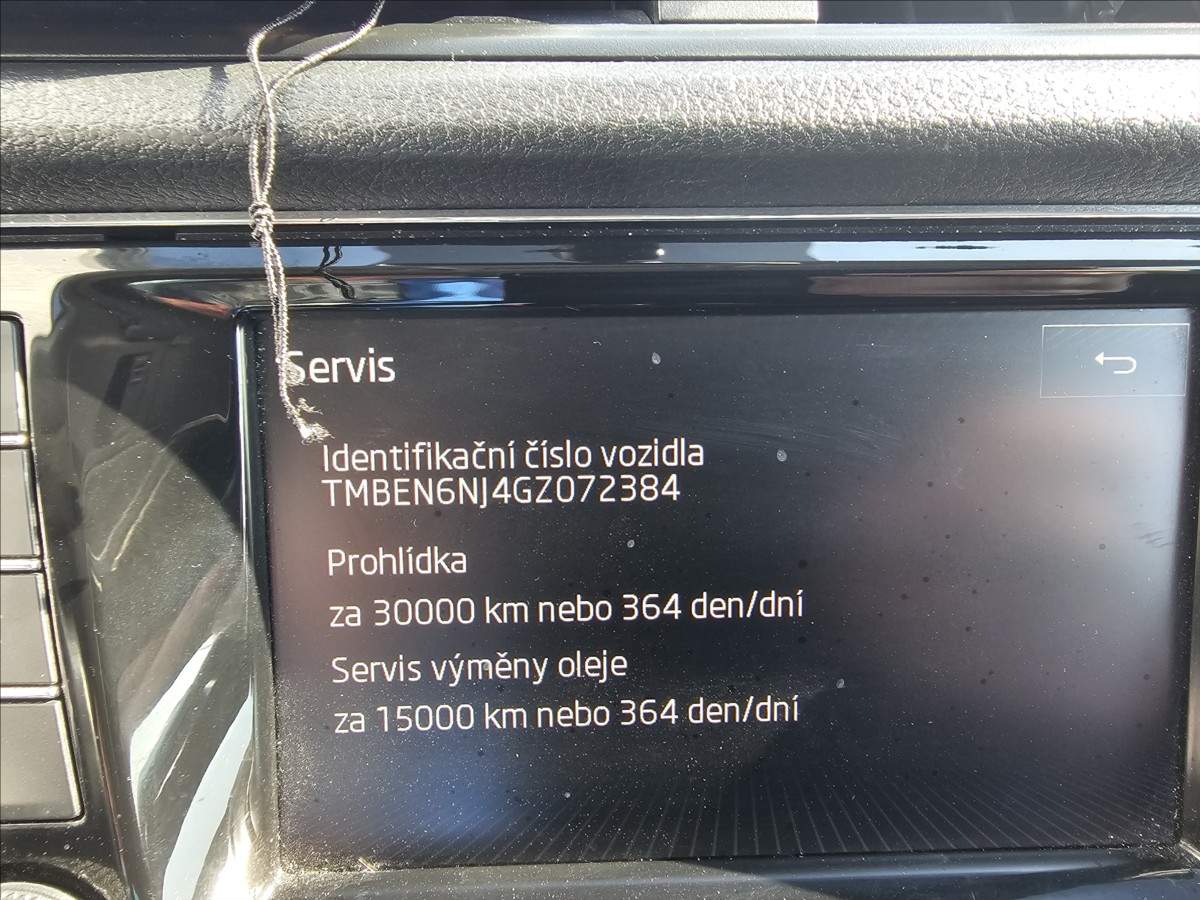 Servis
Identifikační číslo vozidla
TMBEN6NJ4GZ072384
Prohlídka
za 30000 km nebo 364 den/dní
Servis výměny oleje
za 15000 km nebo 364 den/dní